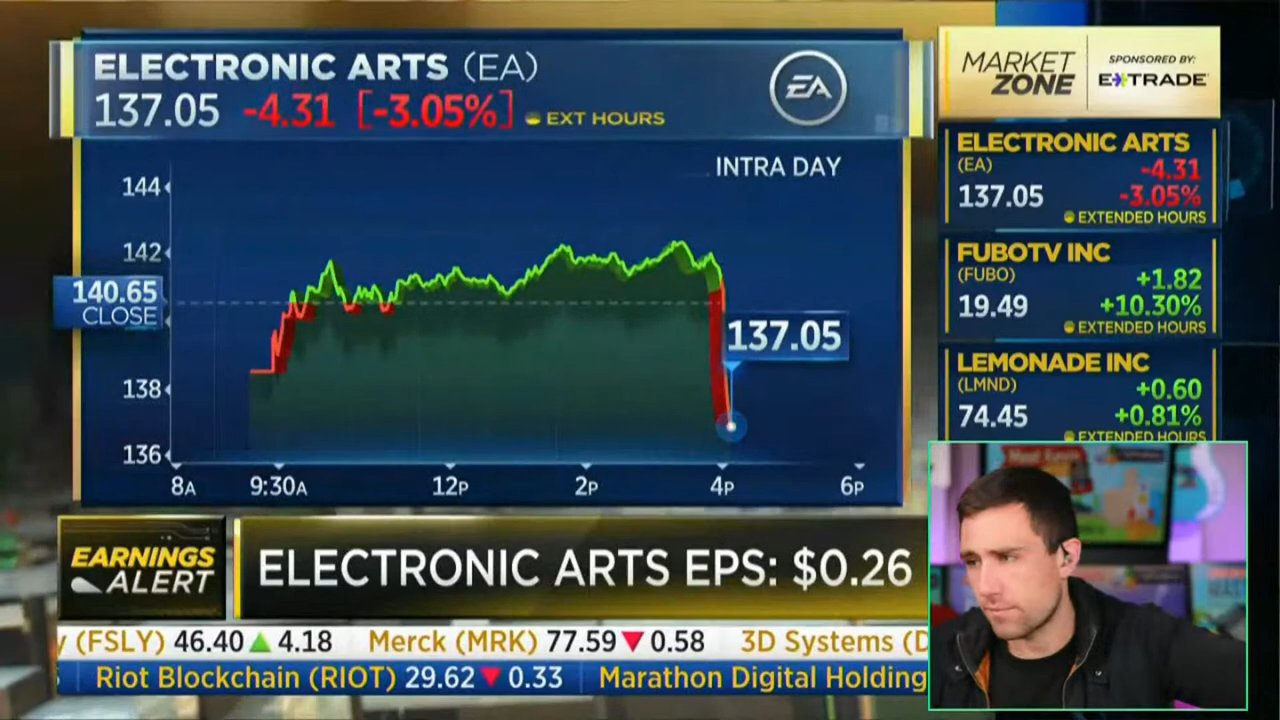 ELECTRONIC ARTS (EA)
137.05 -4.31 [-3.05%] EXT HOURS
EA
INTRA DAY
144
142
140.65
CLOSE
138
136
137.05
8A 9:30A 12P 2P 4P 6P
MARKET
ZONE
SPONSORED BY:
E*TRADE
ELECTRONIC ARTS
(EA) -4.31
137.05 -3.05%
EXTENDED HOURS
FUBOTV INC
(FUBO) +1.82
19.49 +10.30%
EXTENDED HOURS
LEMONADE INC
(LMND) +0.60
74.45 +0.81%
EXTENDED HOURS
EARNINGS
ALERT
ELECTRONIC ARTS EPS: $0.26
y (FSLY) 46.40 ▲ 4.18 Merck (MRK) 77.59 ▼ 0.58 3D Systems (D
Riot Blockchain (RIOT) 29.62 ▼ 0.33 Marathon Digital Holding